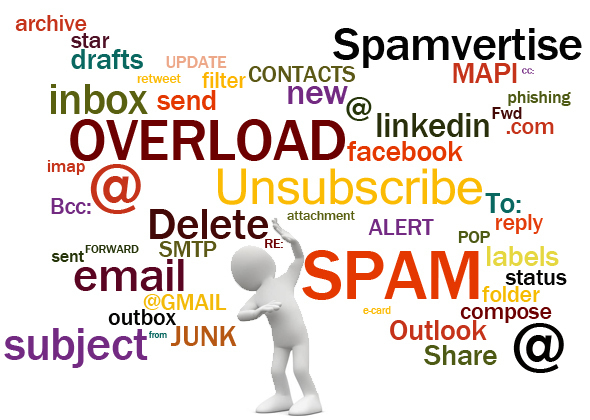 archive
star
Spamvertise
drafts
UPDATE
MAPI
cc:
retweet
filter
CONTACTS
inbox
send
new
@
phishing
Fwd
linkedin
.com
OVERLOAD
facebook
imap
@
Unsubscribe
Bcc:
To:
Delete
attachment
ALERT
reply
sent
FORWARD
SMTP
RE:
POP
labels
email
SPAM
status
folder
@GMAIL
e-card
compose
outbox
subject
from
JUNK
Outlook
@
Share